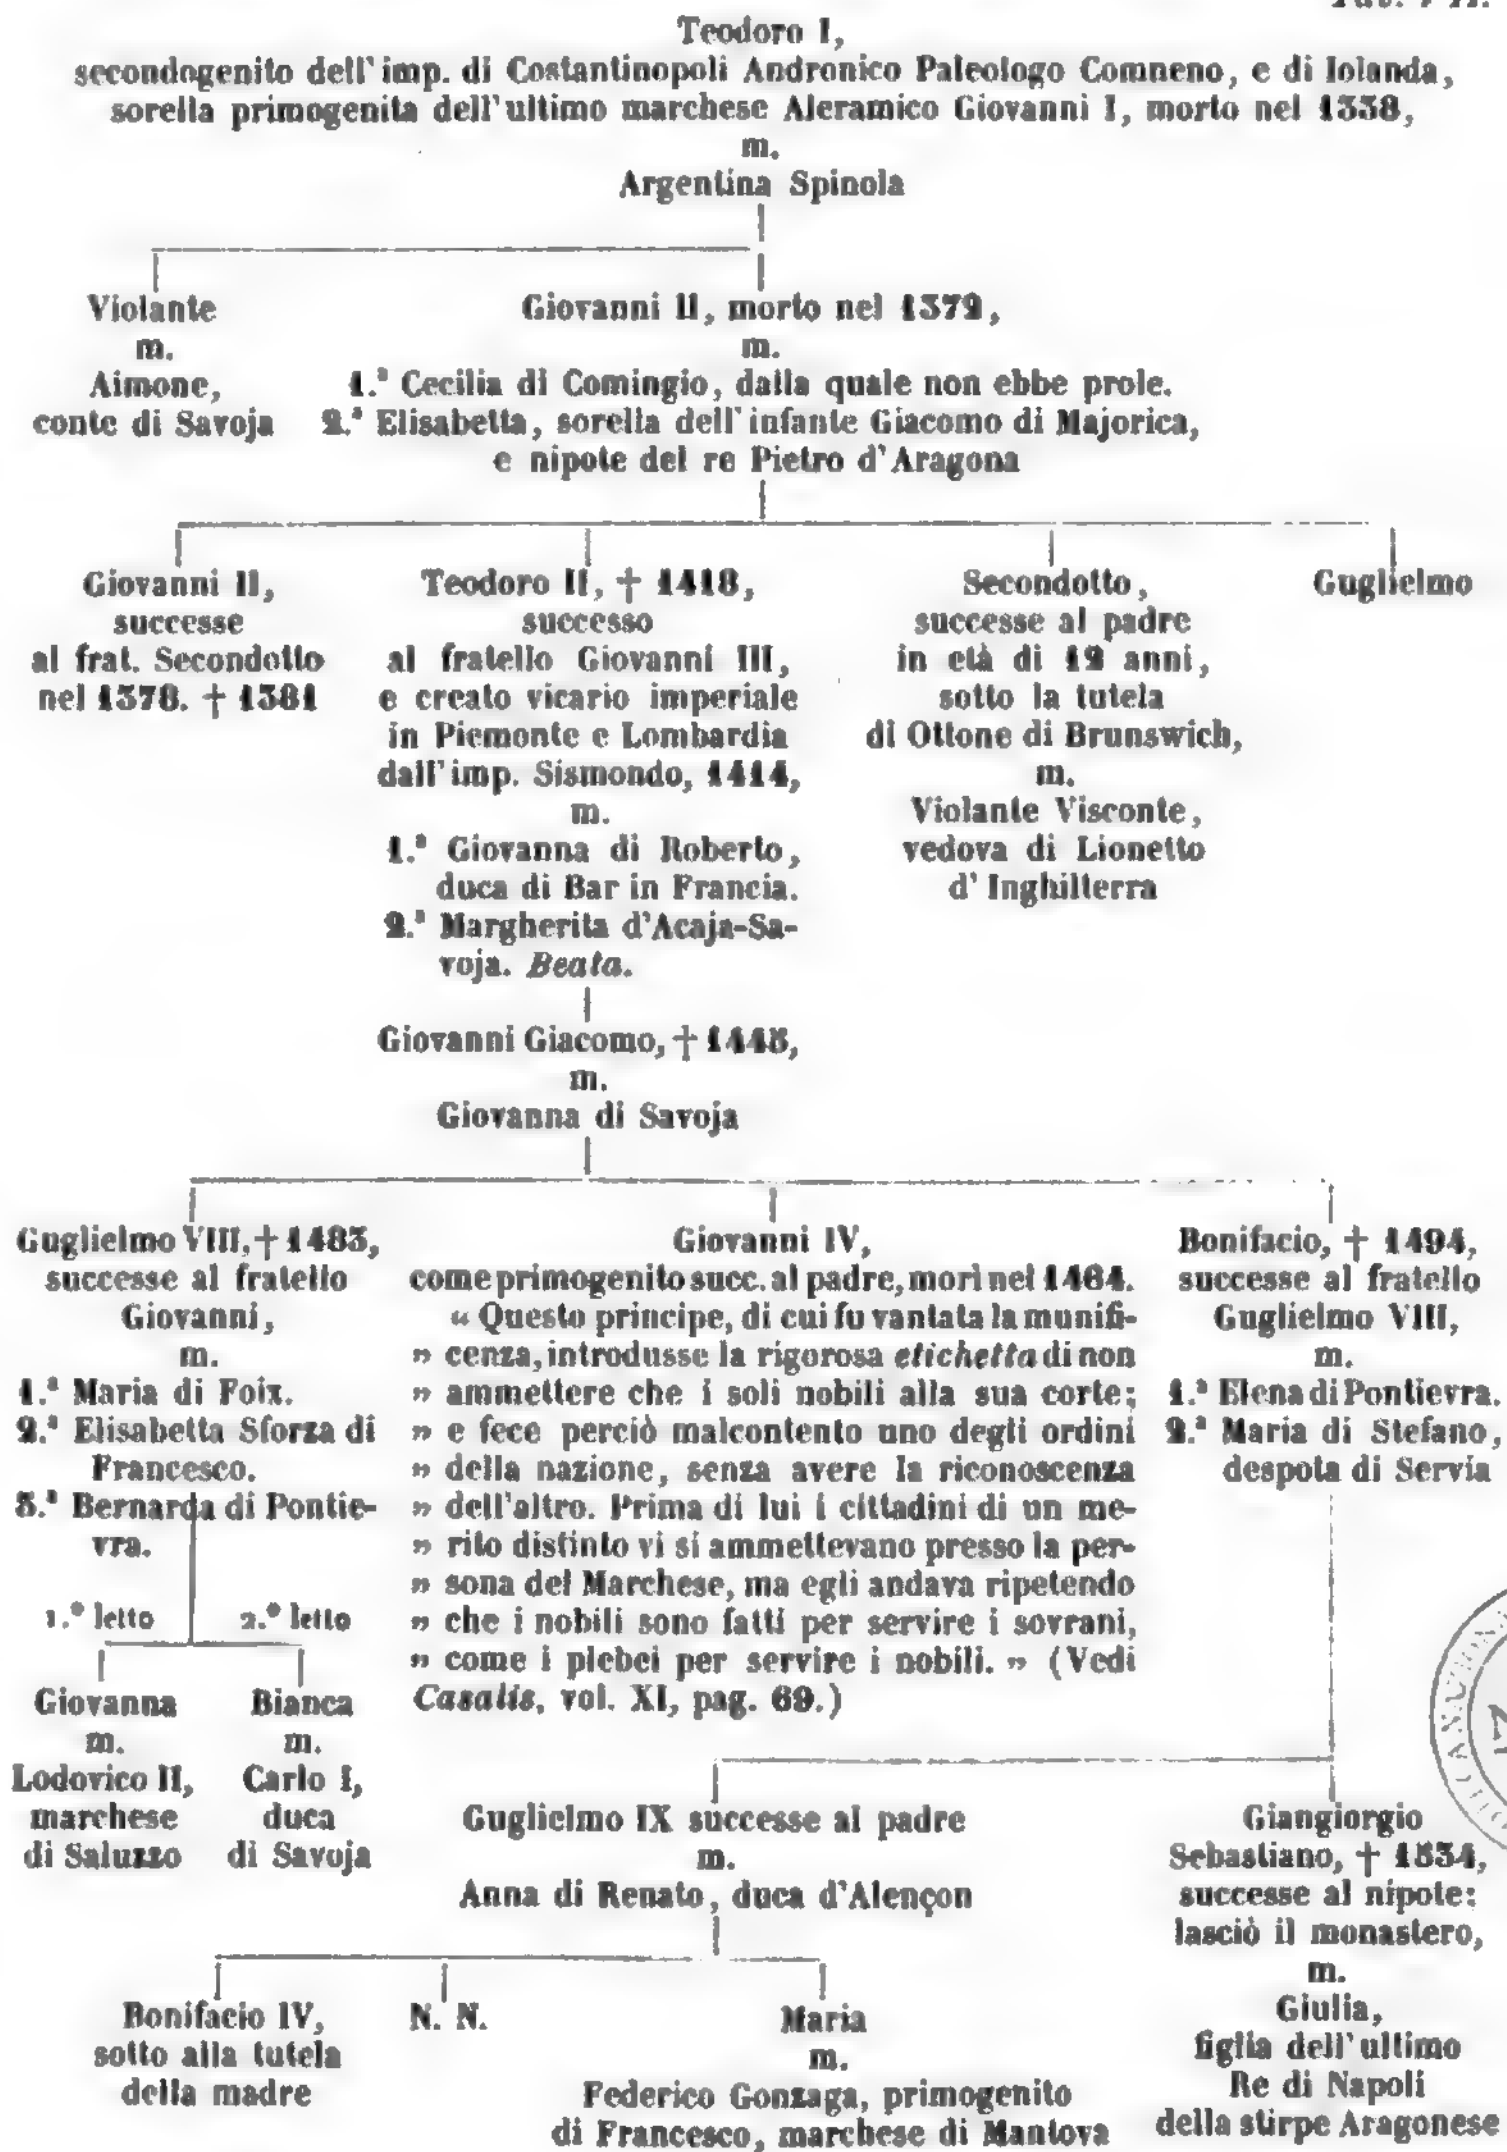 Teodoro I,
secondogenito dell'imp. di Costantinopoli Andronico Paleologo Comneno, e di Iolanda,
sorella primogenita dell'ultimo marchese Aleramico Giovanni I, morto nel 1338,
m.
Argentina Spinola
Violante
m.
Aimone,
conte di Savoja
Giovanni II, morto nel 1372,
m.
1.ª Cecilia di Comingio, dalla quale non ebbe prole.
2.ª Elisabetta, sorella dell'infante Giacomo di Majorica,
e nipote del re Pietro d'Aragona
Giovanni II,
successe
al frat. Secondotto
nel 1378. † 1381
Teodoro II, † 1418,
successo
al fratello Giovanni III,
e creato vicario imperiale
in Piemonte e Lombardia
dall'imp. Sismondo, 1414,
m.
1.ª Giovanna di Roberto,
duca di Bar in Francia.
2.ª Margherita d'Acaja-Sa-
voja. Beata.
Secondotto,
successe al padre
in età di 12 anni,
sotto la tutela
di Ottone di Brunswich,
m.
Violante Visconte,
vedova di Lionetto
d'Inghilterra
Guglielmo
Giovanni Giacomo, † 1445,
m.
Giovanna di Savoja
Guglielmo VIII, † 1483,
successe al fratello
Giovanni,
m.
1.ª Maria di Foix.
2.ª Elisabetta Sforza di
Francesco.
3.ª Bernarda di Pontie-
vra.
1.º letto 2.º letto
Giovanna
m.
Lodovico II,
marchese
di Saluzzo
Bianca
m.
Carlo I,
duca
di Savoja
Giovanni IV,
come primogenito succ. al padre, morì nel 1464.
« Questo principe, di cui fu vantata la munifi-
» cenza, introdusse la rigorosa etichetta di non
» ammettere che i soli nobili alla sua corte;
» e fece perciò malcontento uno degli ordini
» della nazione, senza avere la riconoscenza
» dell'altro. Prima di lui i cittadini di un me-
» rito distinto vi si ammettevano presso la per-
» sona del Marchese, ma egli andava ripetendo
» che i nobili sono fatti per servire i sovrani,
» come i plebei per servire i nobili. » (Vedi
Casalis, vol. XI, pag. 69.)
Bonifacio, † 1494,
successe al fratello
Guglielmo VIII,
m.
1.ª Elena di Pontievra.
2.ª Maria di Stefano,
despota di Servia
Guglielmo IX successe al padre
m.
Anna di Renato, duca d'Alençon
Giangiorgio
Sebastiano, † 1534,
successe al nipote:
lasciò il monastero,
m.
Giulia,
figlia dell'ultimo
Re di Napoli
della stirpe Aragonese
Bonifacio IV,
sotto alla tutela
della madre
N. N.
Maria
m.
Federico Gonzaga, primogenito
di Francesco, marchese di Mantova